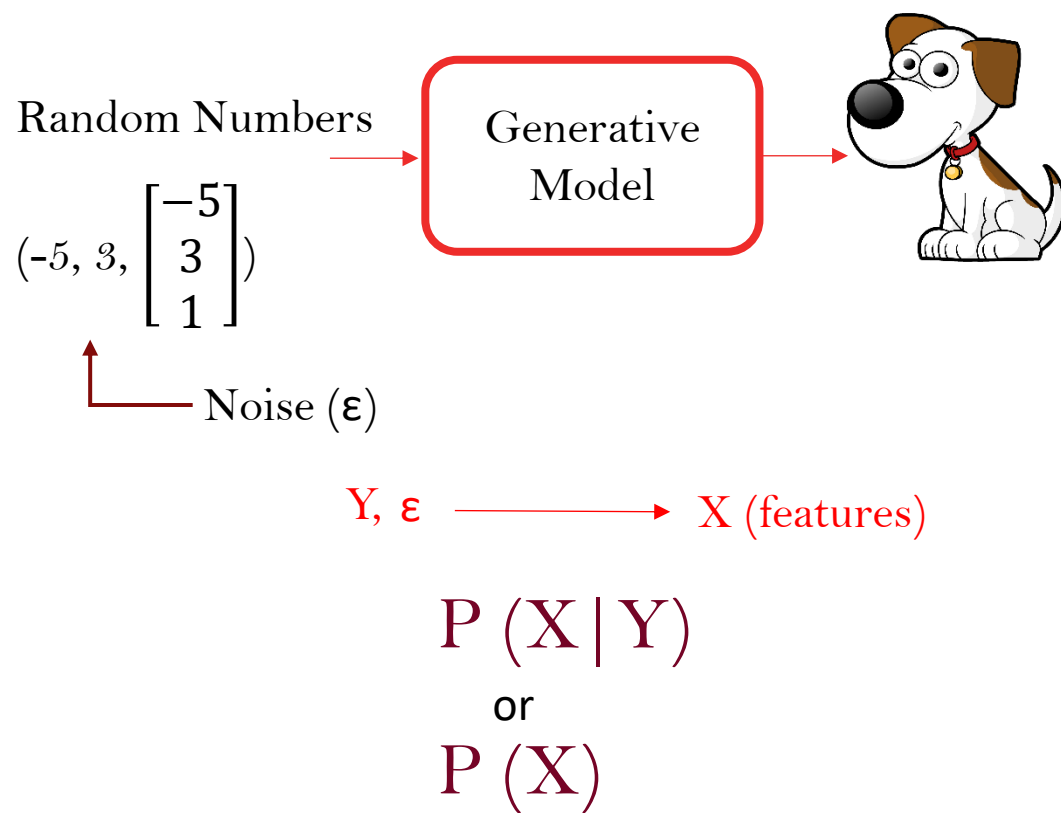 Random Numbers
Generative
Model
(-5, 3, [−5 3 1])
Noise (ε)
Y, ε X (features)
P (X|Y)
or
P (X)